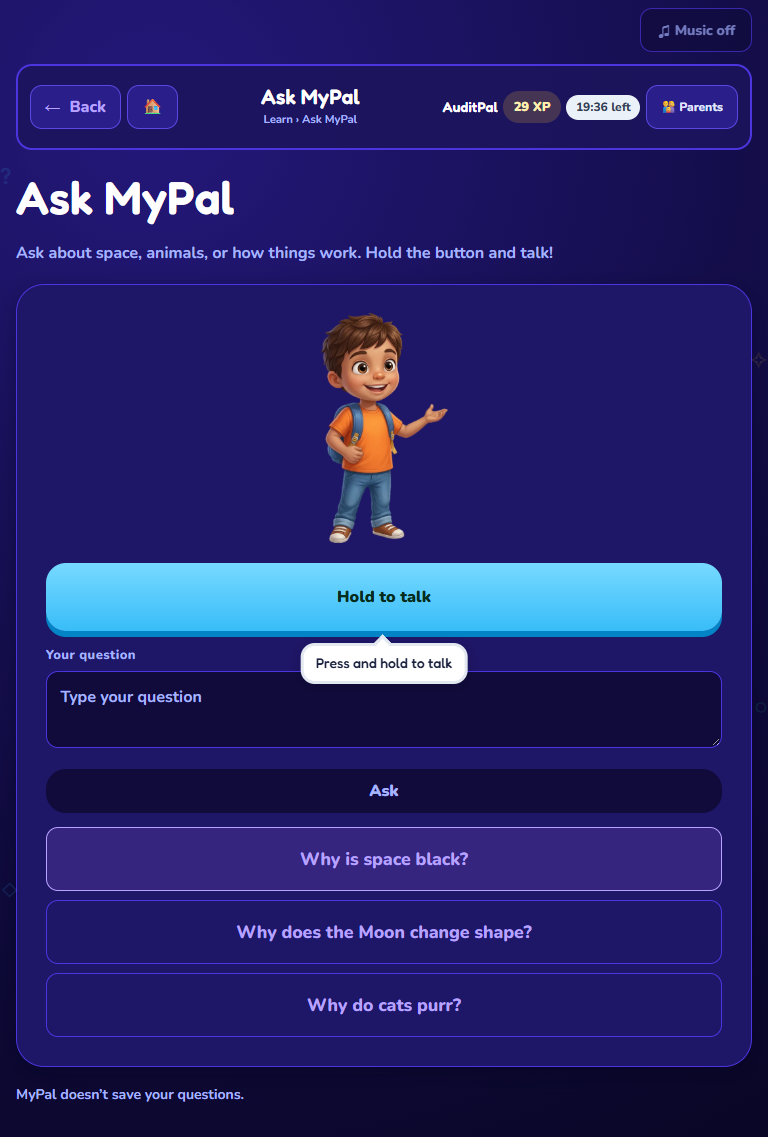 ♫ Music off
← Back
Ask MyPal
Learn › Ask MyPal
AuditPal
29 XP
19:36 left
Parents
?
Ask MyPal
Ask about space, animals, or how things work. Hold the button and talk!
Hold to talk
Your question
Press and hold to talk
Type your question
Ask
Why is space black?
Why does the Moon change shape?
Why do cats purr?
MyPal doesn’t save your questions.